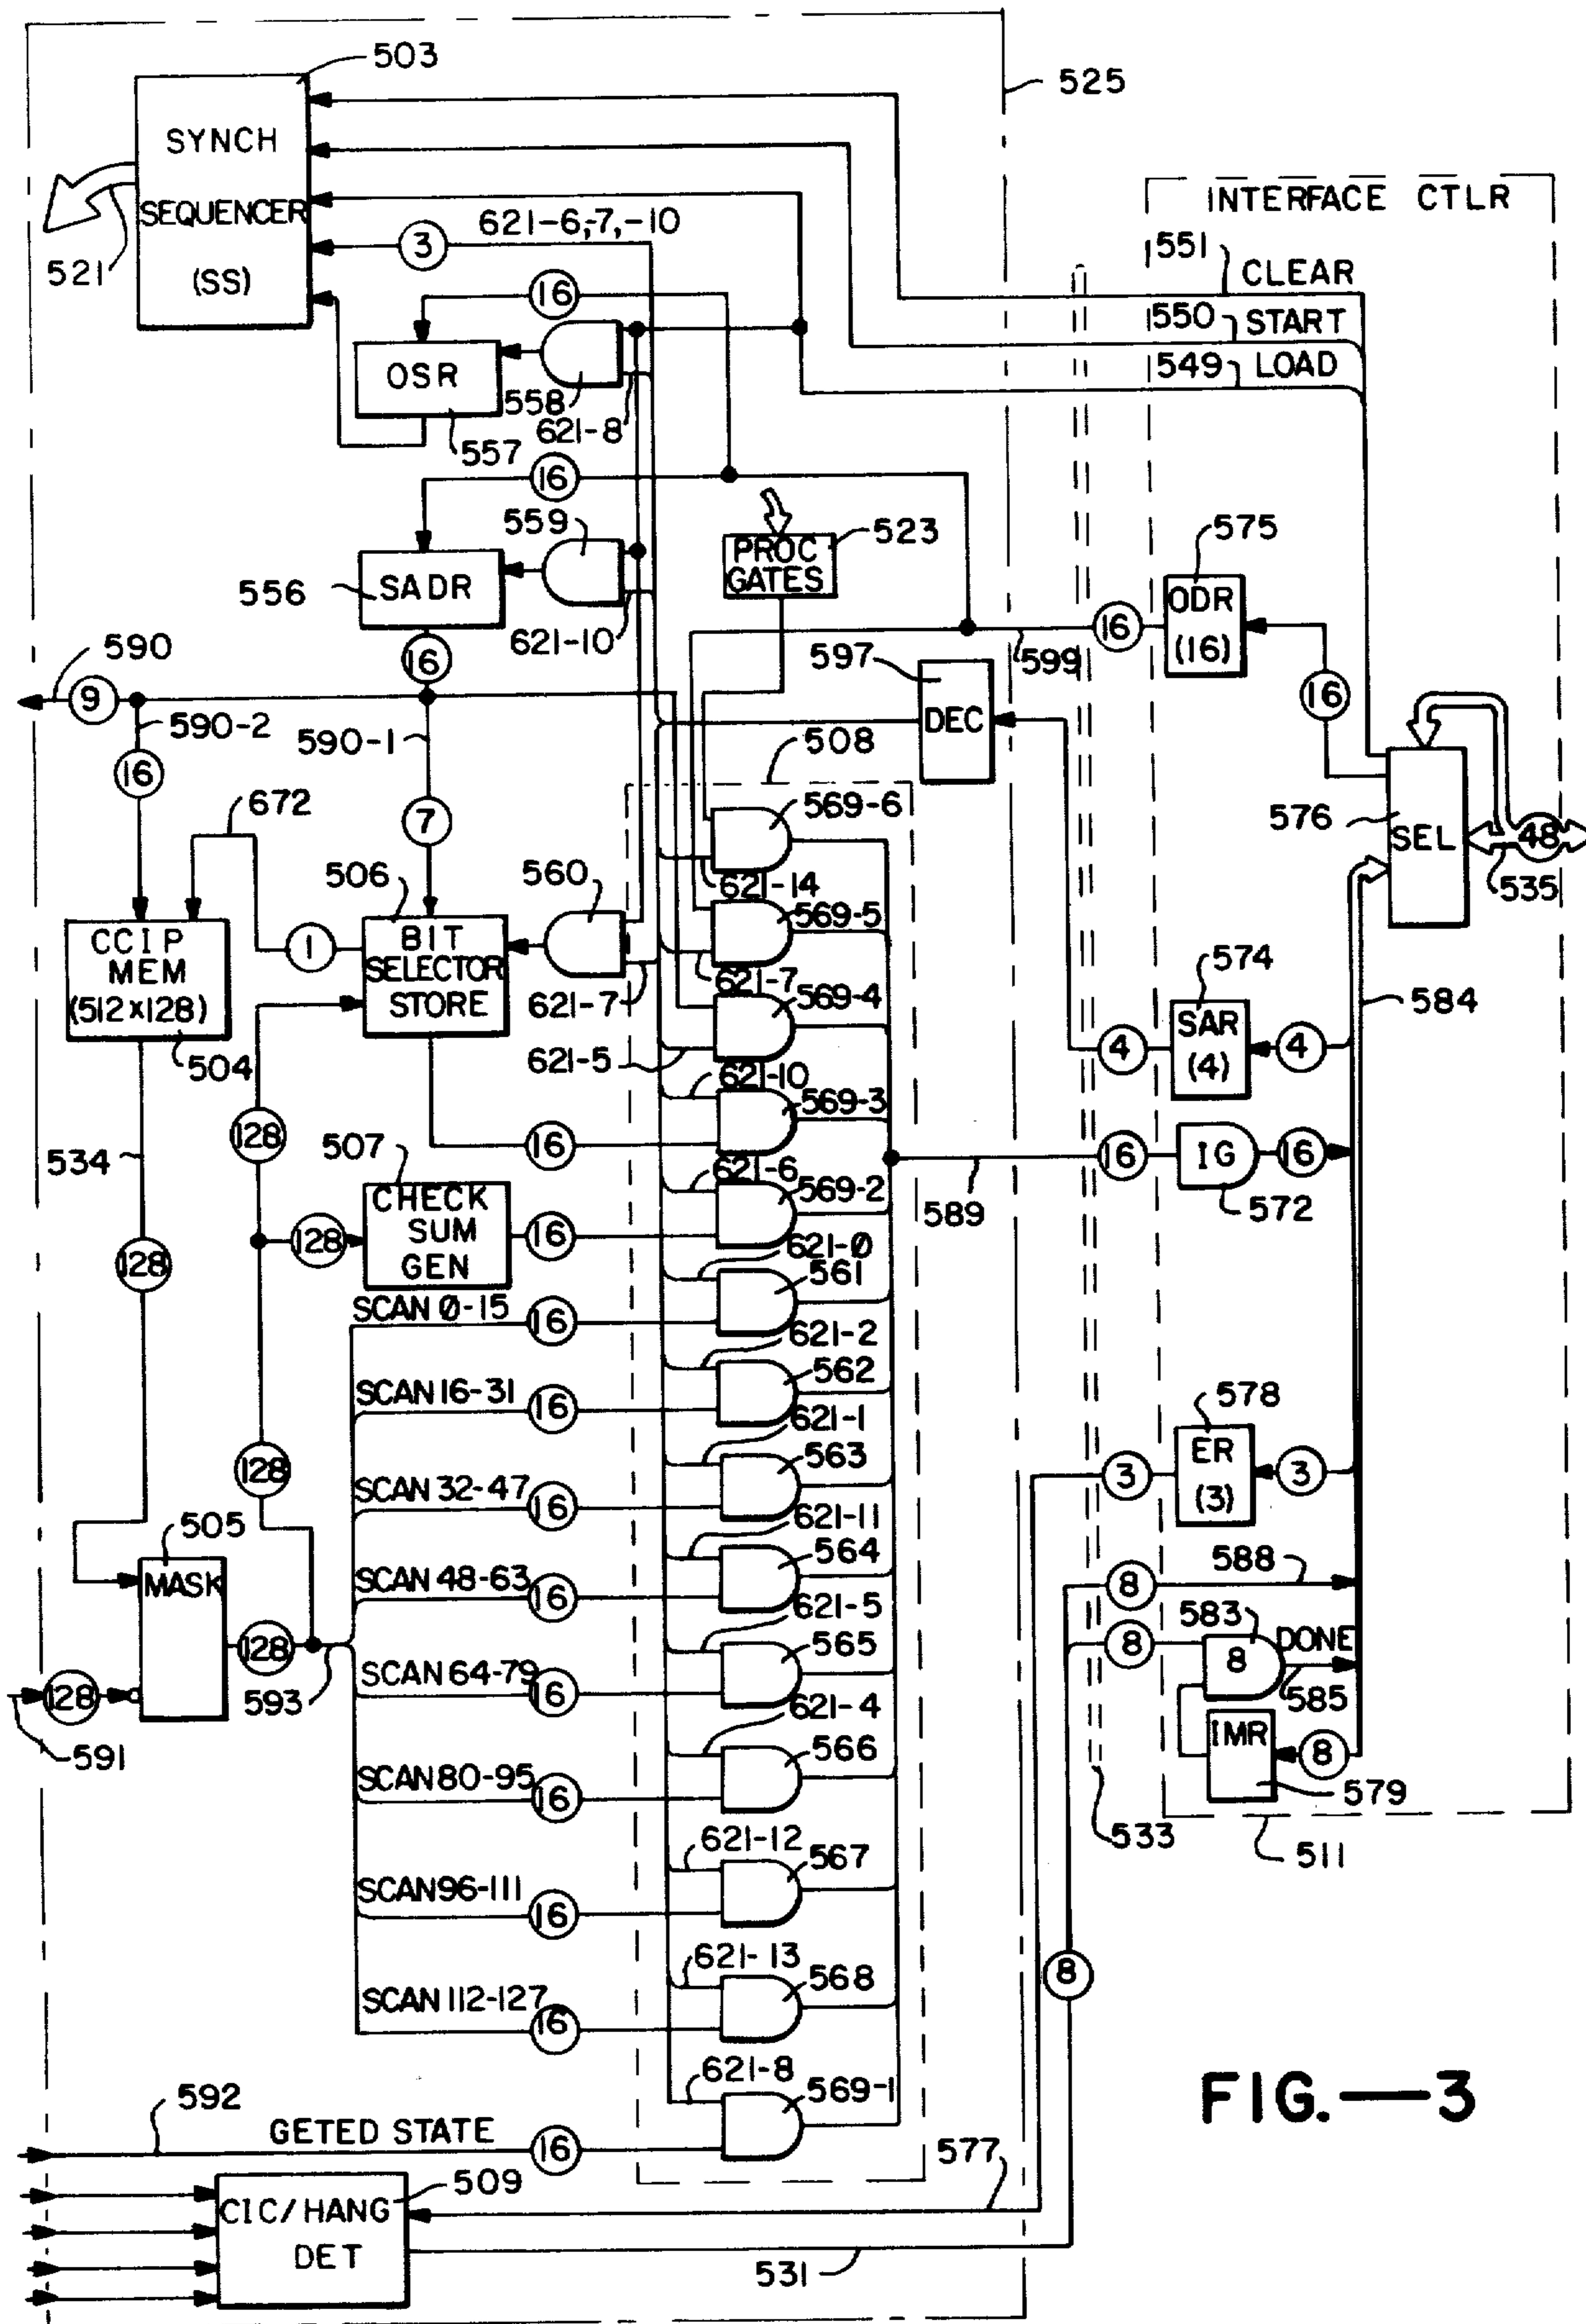 503
525
SYNCH
SEQUENCER
(SS)
521
3
621-6,-7,-10
INTERFACE CTLR
551
CLEAR
550
START
549
LOAD
16
OSR
558
621-8
557
16
559
SADR
556
621-10
16
PROC
GATES
523
575
ODR
(16)
16
599
16
597
DEC
590
9
590-2
590-1
16
7
508
576
SEL
48
535
672
506
560
569-6
621-14
569-5
CCIP
MEM
(512x128)
504
1
BIT
SELECTOR
STORE
621-7
621-7
569-4
574
SAR
(4)
4
4
584
621-5
621-10
569-3
534
128
507
16
621-6
569-2
589
16
IG
16
572
128
128
CHECK
SUM
GEN
16
621-0
561
SCAN 0-15
16
621-2
562
SCAN 16-31
16
621-1
563
578
ER
(3)
3
3
128
SCAN 32-47
16
621-11
564
505
MASK
SCAN 48-63
16
621-5
565
8
588
583
8
8
DONE
585
128
593
SCAN 64-79
16
621-4
566
128
591
IMR
8
579
SCAN 80-95
16
533
511
621-12
567
SCAN 96-111
16
621-13
568
8
SCAN 112-127
16
621-8
569-1
592
GETED STATE
16
577
509
CIC/HANG
DET
531
FIG.—3